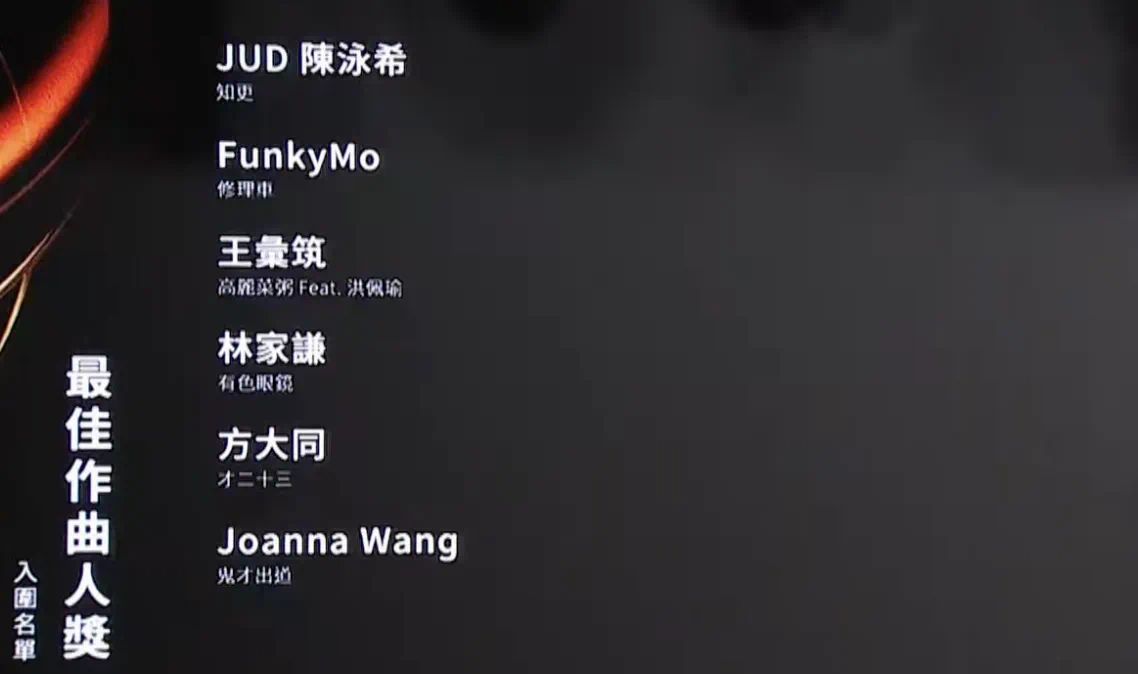 JUD 陳泳希
知更
FunkyMo
修理車
王彙筑
高麗菜粥 Feat. 洪佩瑜
林家謙
有色眼鏡
方大同
才二十三
Joanna Wang
鬼才出道
最佳作曲人獎
入圍名單